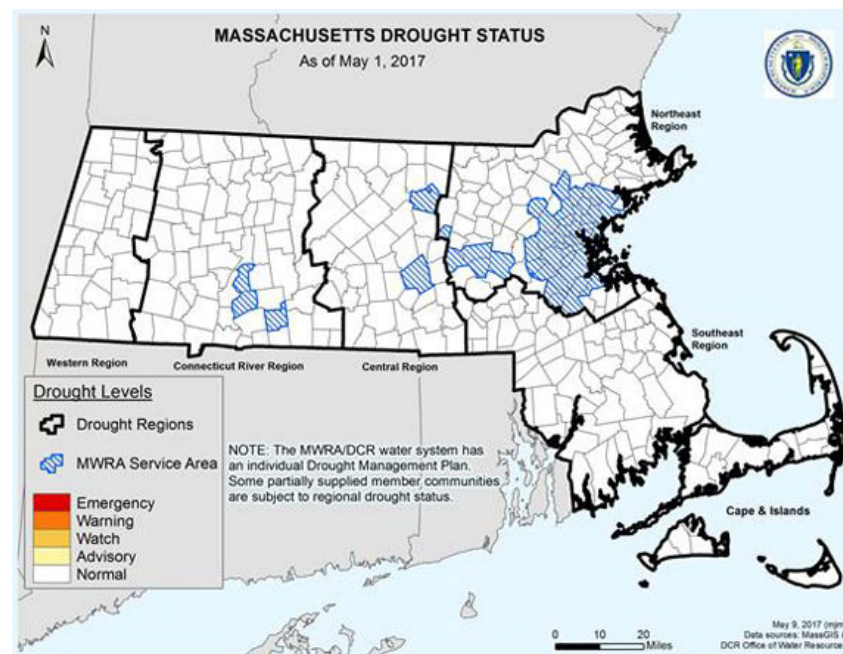 MASSACHUSETTS DROUGHT STATUS
As of May 1, 2017
N
Northeast
Region
Southeast
Region
Western Region
Connecticut River Region
Central Region
Cape & Islands
Drought Levels
Drought Regions
MWRA Service Area
Emergency
Warning
Watch
Advisory
Normal
NOTE: The MWRA/DCR water system has
an individual Drought Management Plan.
Some partially supplied member communities
are subject to regional drought status.
0 10 20
Miles
May 9, 2017 (mjm
Data sources: MassGIS &
DCR Office of Water Resource